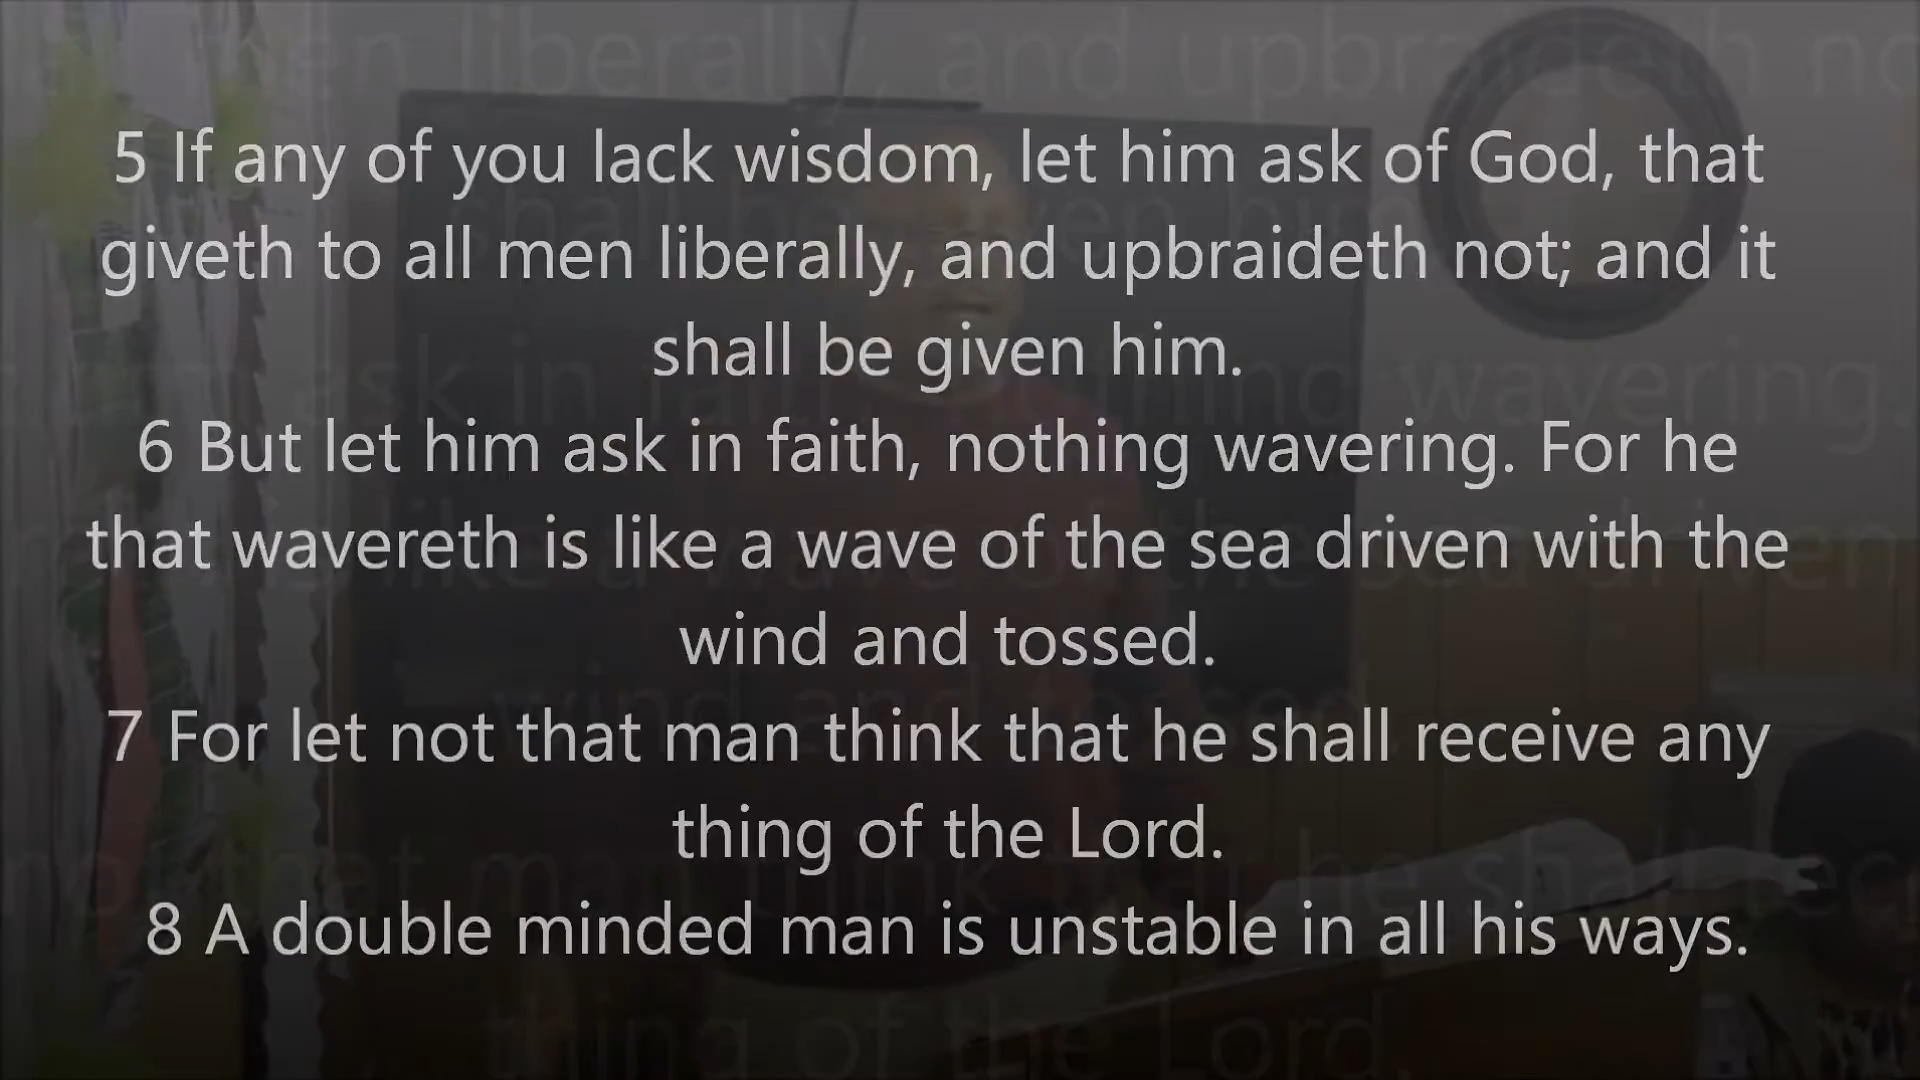 5 If any of you lack wisdom, let him ask of God, that
giveth to all men liberally, and upbraideth not; and it
shall be given him.
6 But let him ask in faith, nothing wavering. For he
that wavereth is like a wave of the sea driven with the
wind and tossed.
7 For let not that man think that he shall receive any
thing of the Lord.
8 A double minded man is unstable in all his ways.